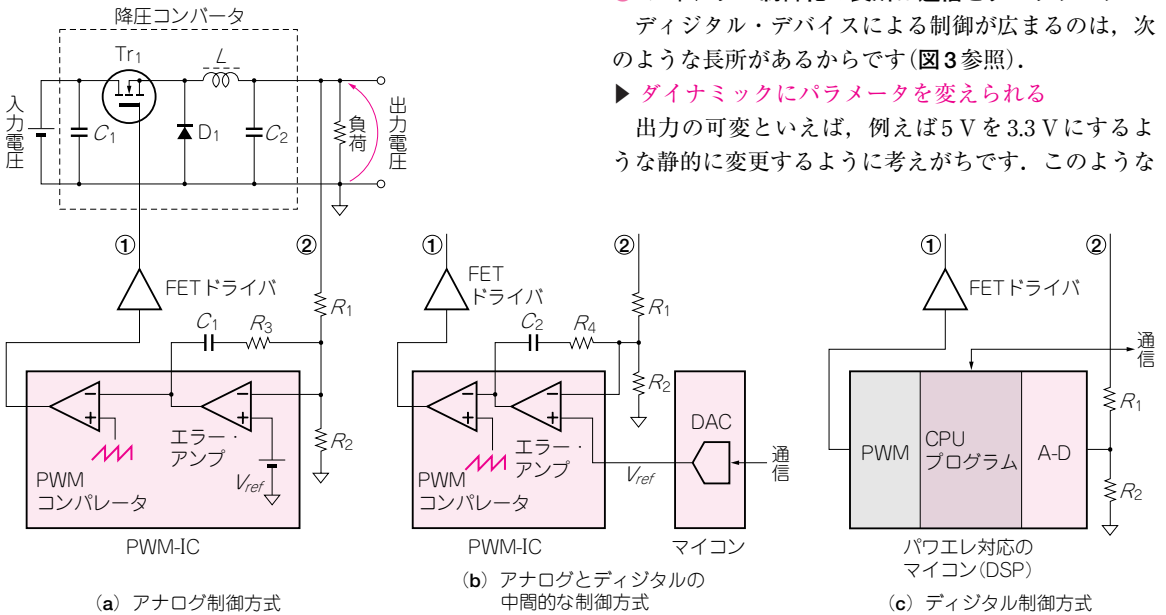 ディジタル・デバイスによる制御が広まるのは，次
のような長所があるからです(図3参照).
▶ ダイナミックにパラメータを変えられる
出力の可変といえば，例えば5 Vを3.3 Vにするよ
うな静的に変更するように考えがちです．このような
降圧コンバータ
Tr1
L
入力電圧
C1
D1
C2
負荷
出力電圧
①
②
FETドライバ
R1
C1
R3
R2
エラー・
アンプ
Vref
PWM
コンパレータ
PWM-IC
(a) アナログ制御方式
①
②
FET
ドライバ
R1
C2
R4
R2
エラー・
アンプ
PWM
コンパレータ
Vref
DAC
通信
PWM-IC
マイコン
(b) アナログとディジタルの
中間的な制御方式
①
②
FETドライバ
通信
R1
PWM
CPU
プログラム
A-D
R2
パワエレ対応の
マイコン(DSP)
(c) ディジタル制御方式